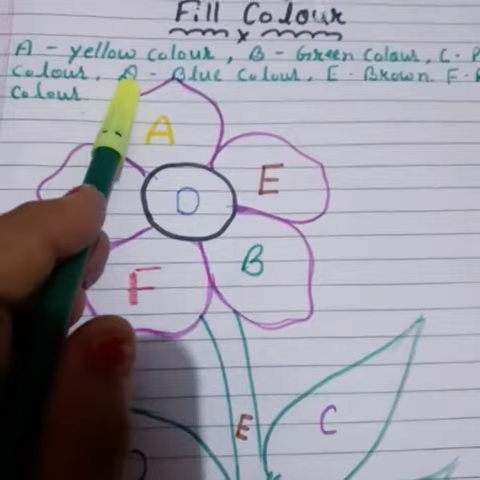 Fill Colour
x
A - yellow colour, B - Green Colour, C - P
Colour, D - Blue Colour, E - Brown F - R
Colour.
A
E
D
B
F
E
C